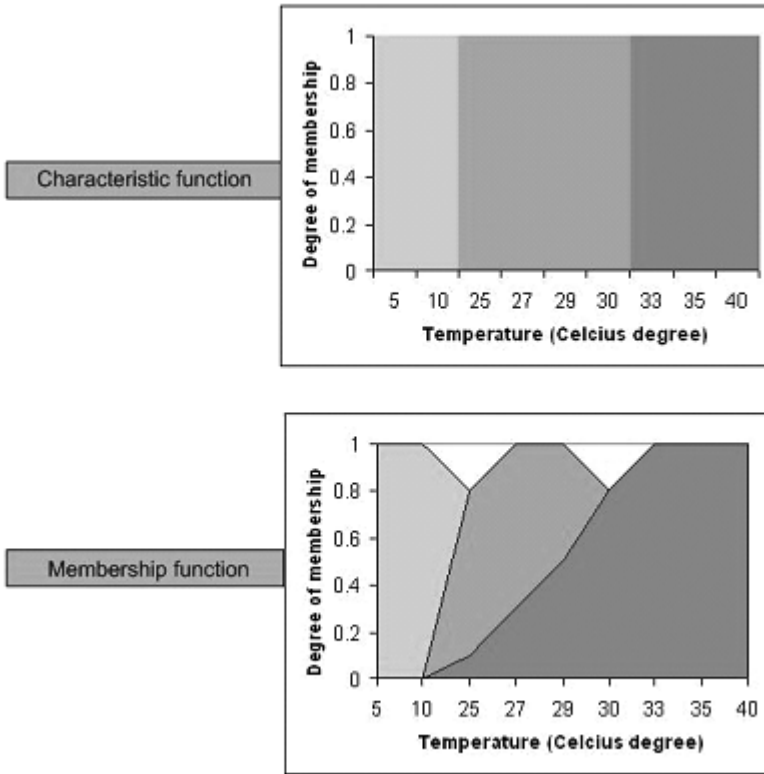 1
0.8
0.6
0.4
0.2
0
Degree of membership
Characteristic function
5 10 25 27 29 30 33 35 40
Temperature (Celcius degree)
1
0.8
0.6
0.4
0.2
0
Degree of membership
Membership function
5 10 25 27 29 30 33 35 40
Temperature (Celcius degree)